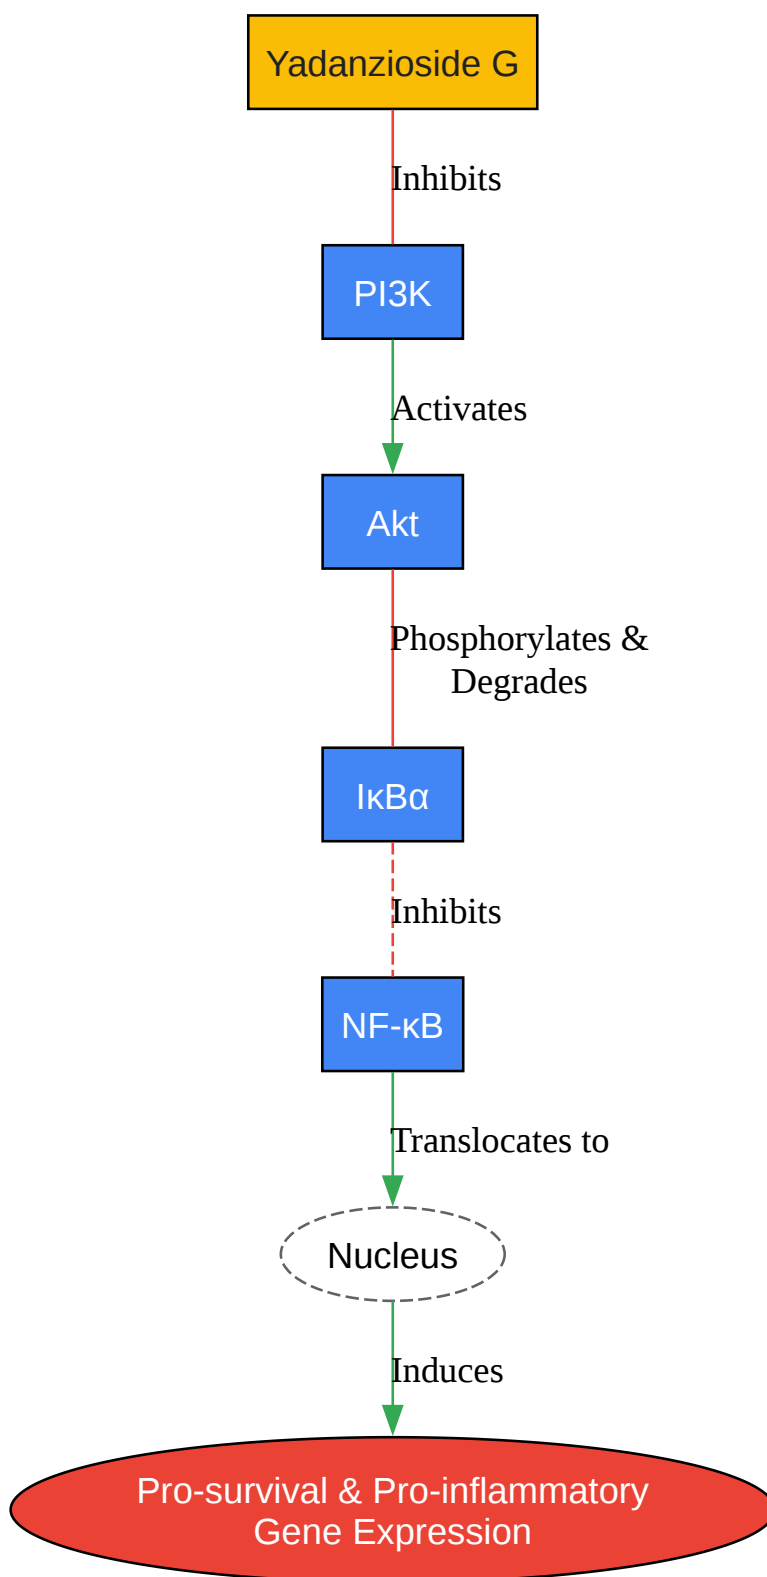 Yadanzioside G
Inhibits
PI3K
Activates
Akt
Phosphorylates &
Degrades
IκBα
Inhibits
NF-κB
Translocates to
Nucleus
Induces
Pro-survival & Pro-inflammatory
Gene Expression